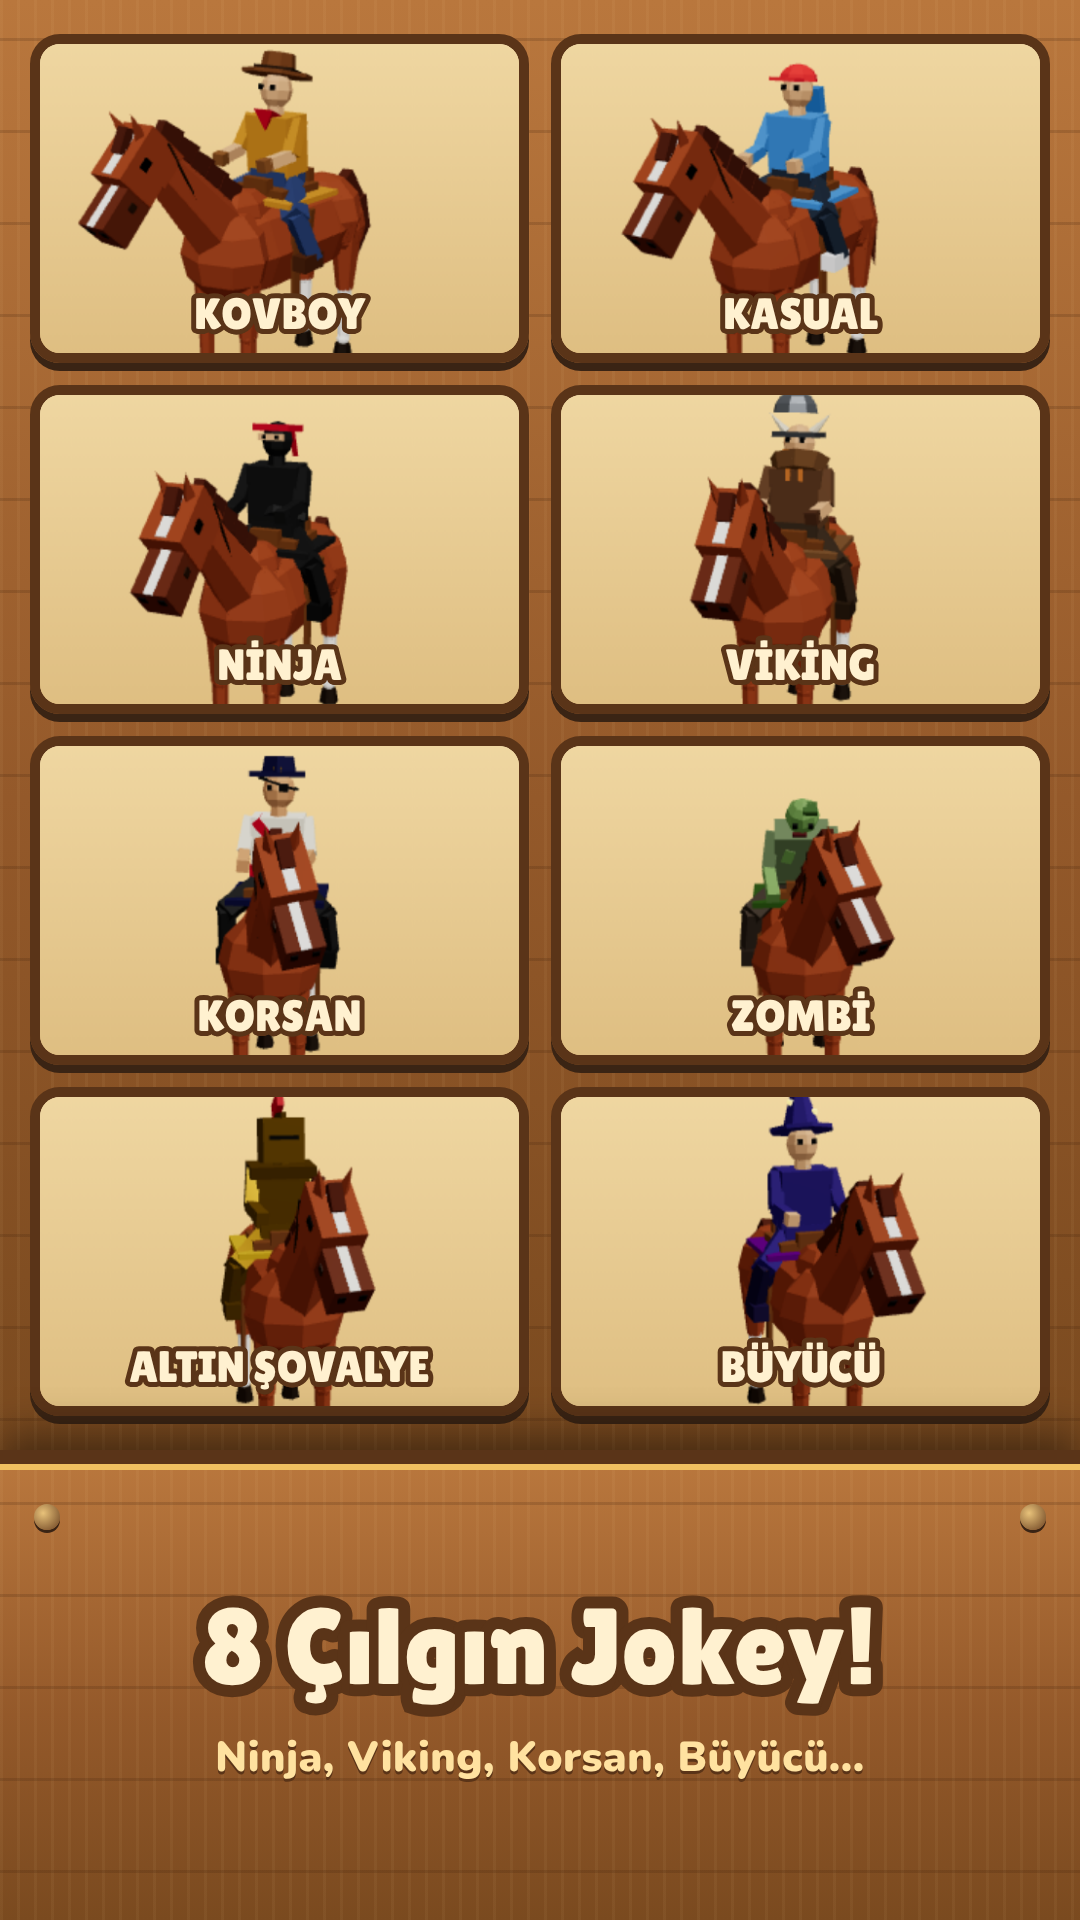 KOVBOY
KASUAL
NİNJA
VİKİNG
KORSAN
ZOMBİ
ALTIN ŞOVALYE
BÜYÜCÜ
8 Çılgın Jokey!
Ninja, Viking, Korsan, Büyücü...